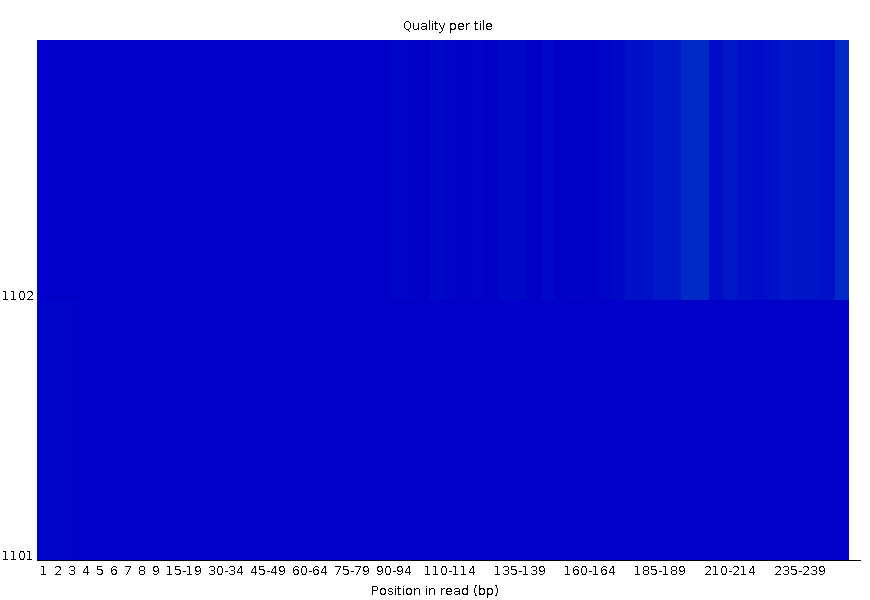 Quality per tile
1102
1101
1 2 3 4 5 6 7 8 9 15-19 30-34 45-49 60-64 75-79 90-94 110-114 135-139 160-164 185-189 210-214 235-239
Position in read (bp)